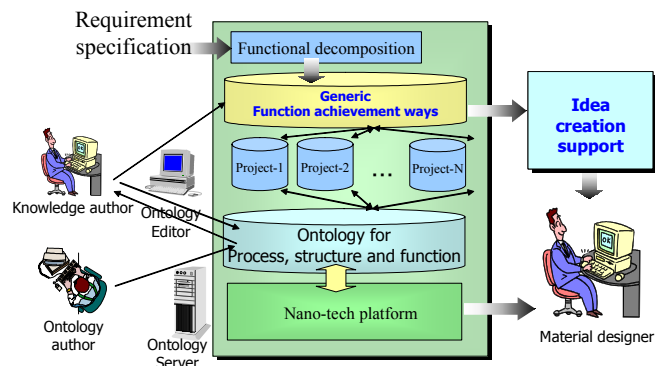 Requirement
specification
Functional decomposition
Generic
Function achievement ways
Idea
creation
support
Project-1
Project-2
...
Project-N
Knowledge author
Ontology
Editor
Ontology for
Process, structure and function
OK
Nano-tech platform
Ontology
author
Ontology
Server
Material designer